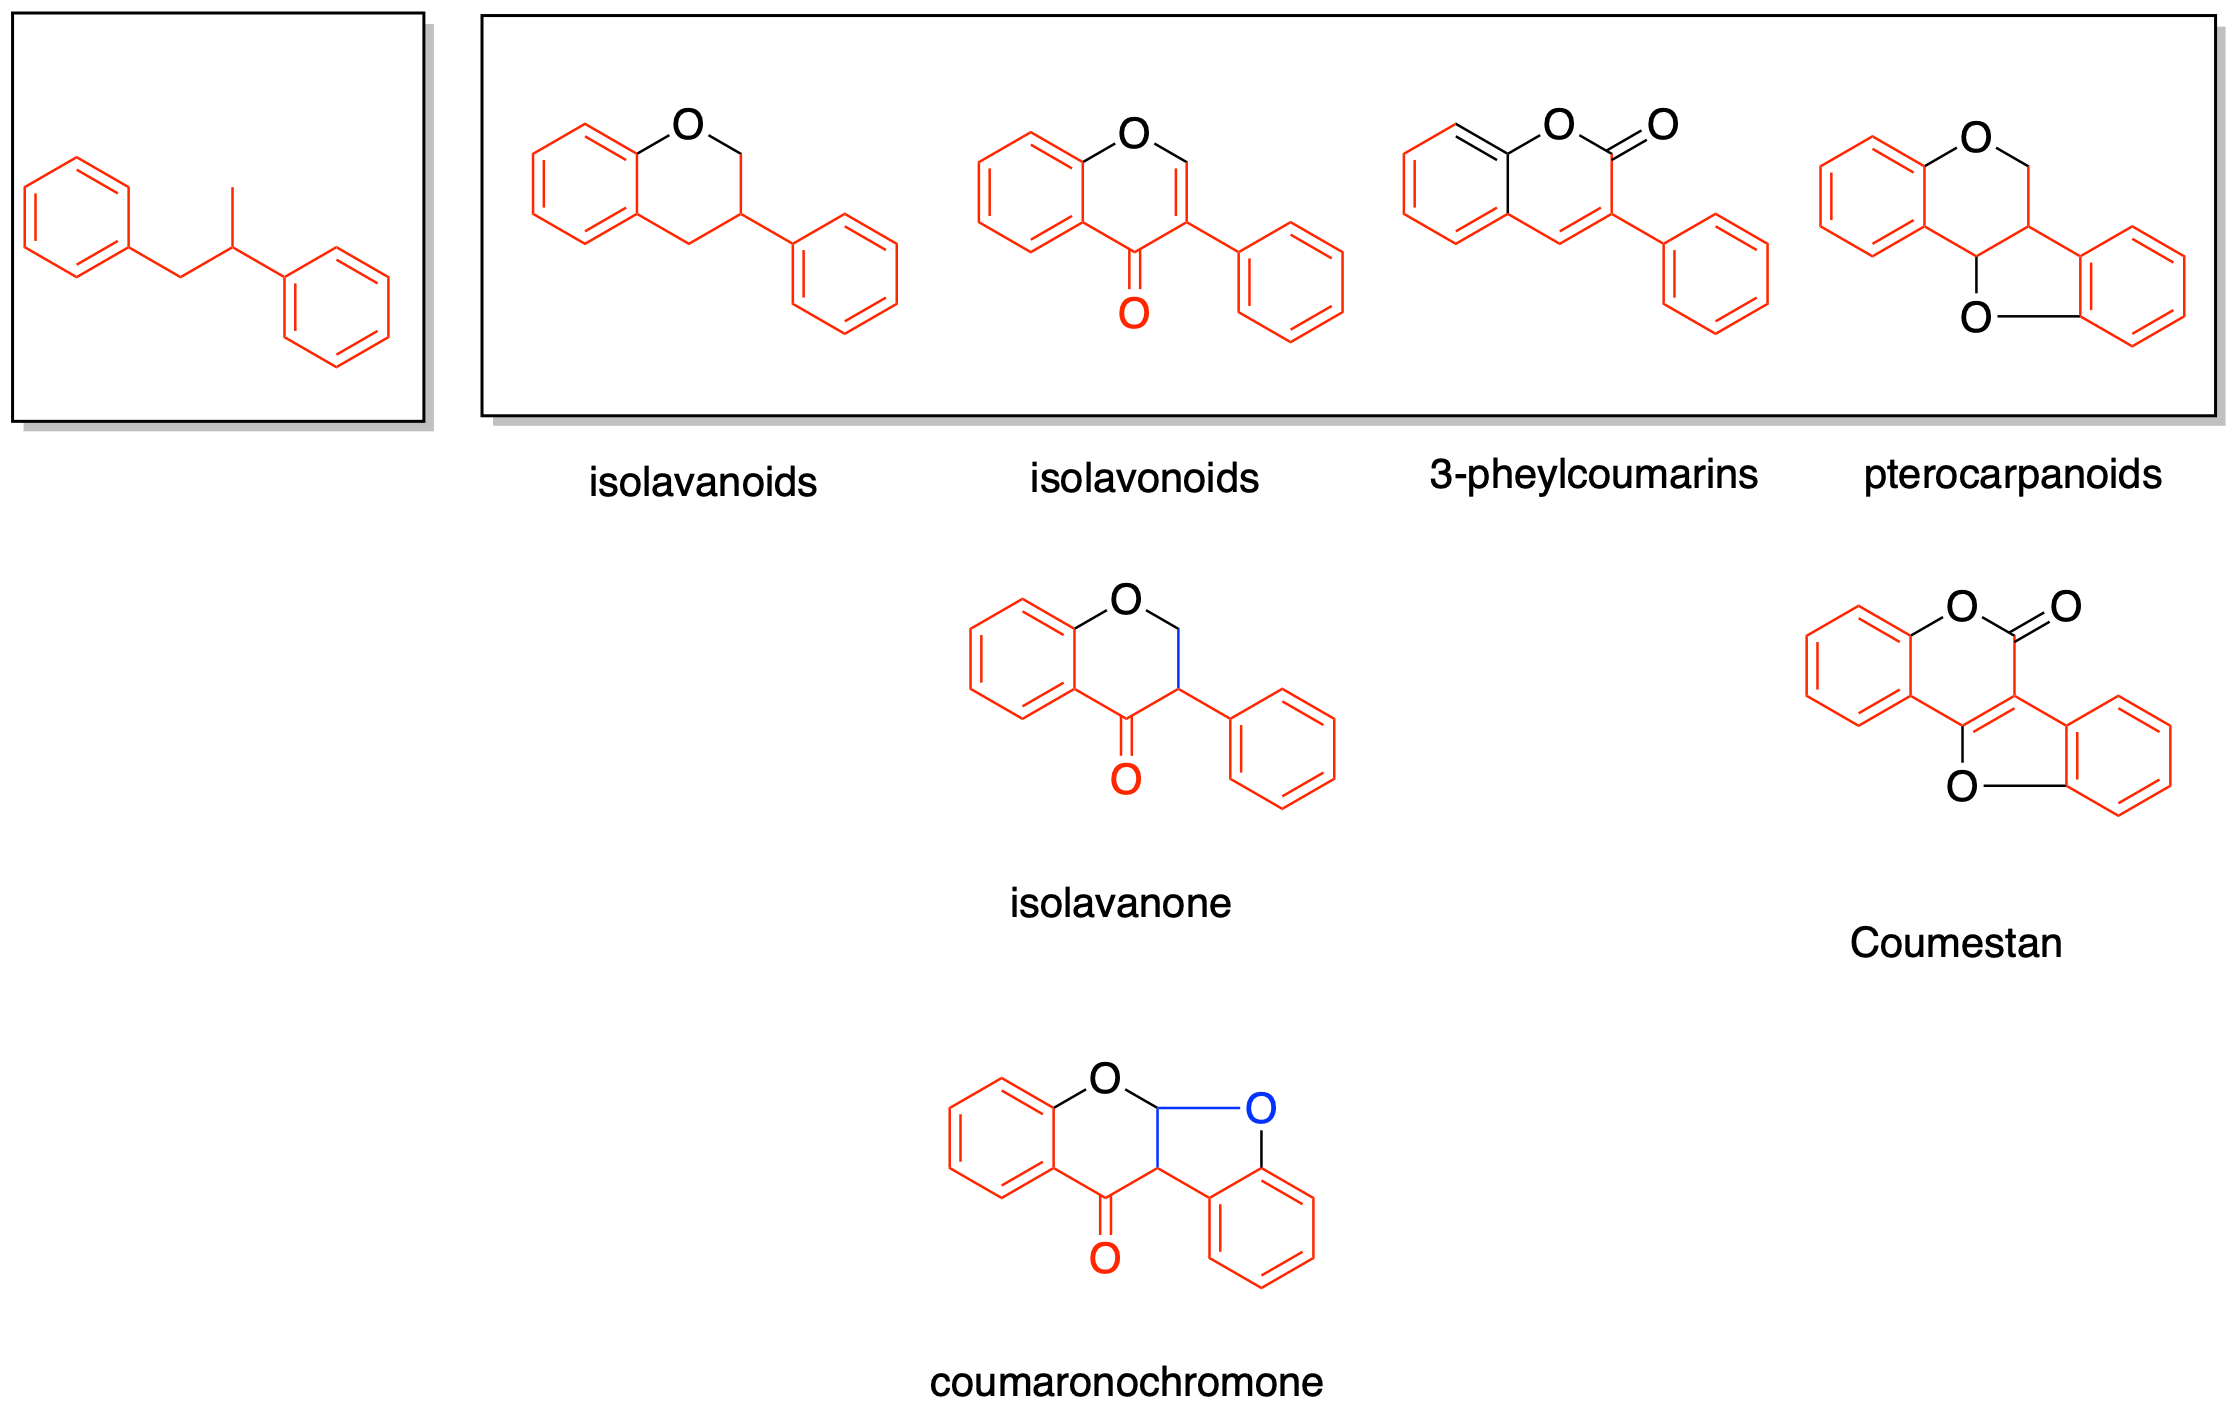 O O O O O
O O
isolavanoids isolavonoids 3-pheylcoumarins pterocarpanoids
O O O
O O
isolavanone
Coumestan
O O
O
coumaronochromone